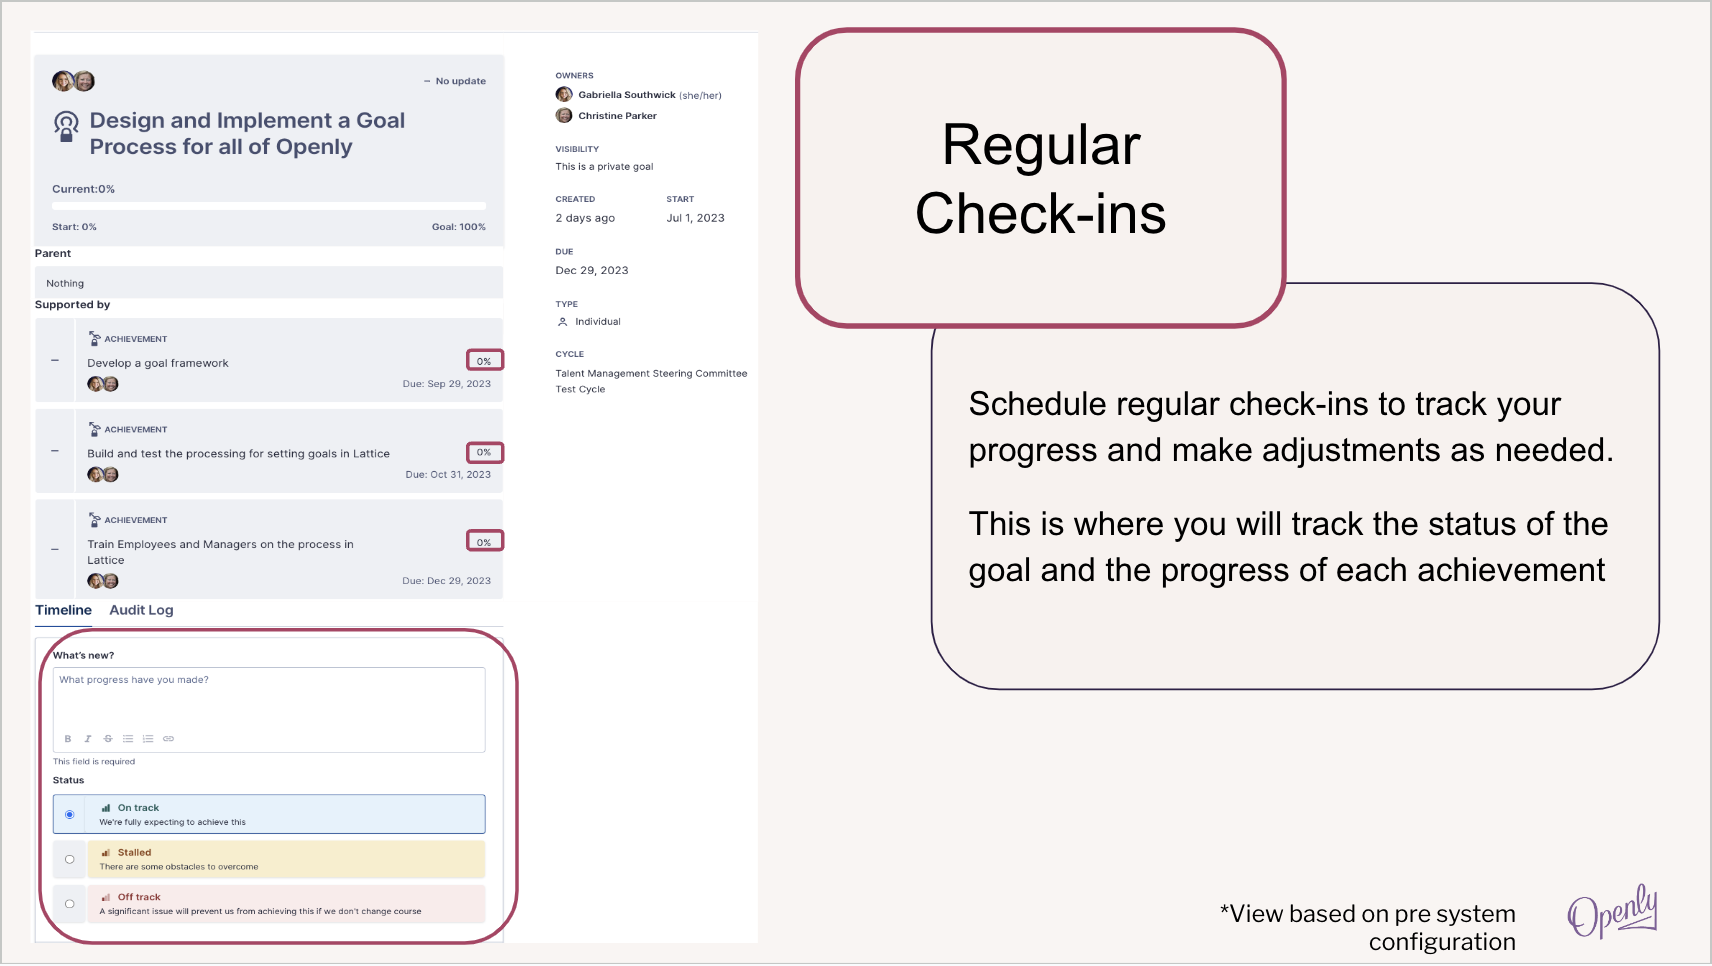 – No update
Design and Implement a Goal
Process for all of Openly
Current:0%
Start: 0% Goal: 100%
Parent
Nothing
Supported by
ACHIEVEMENT
Develop a goal framework
0%
Due: Sep 29, 2023
ACHIEVEMENT
Build and test the processing for setting goals in Lattice
0%
Due: Oct 31, 2023
ACHIEVEMENT
Train Employees and Managers on the process in
Lattice
0%
Due: Dec 29, 2023
Timeline Audit Log
What's new?
What progress have you made?
B I S
This field is required
Status
On track
We're fully expecting to achieve this
Stalled
There are some obstacles to overcome
Off track
A significant issue will prevent us from achieving this if we don't change course
OWNERS
Gabriella Southwick (she/her)
Christine Parker
VISIBILITY
This is a private goal
CREATED START
2 days ago Jul 1, 2023
DUE
Dec 29, 2023
TYPE
Individual
CYCLE
Talent Management Steering Committee
Test Cycle
Regular
Check-ins
Schedule regular check-ins to track your
progress and make adjustments as needed.
This is where you will track the status of the
goal and the progress of each achievement
*View based on pre system
configuration
Openly